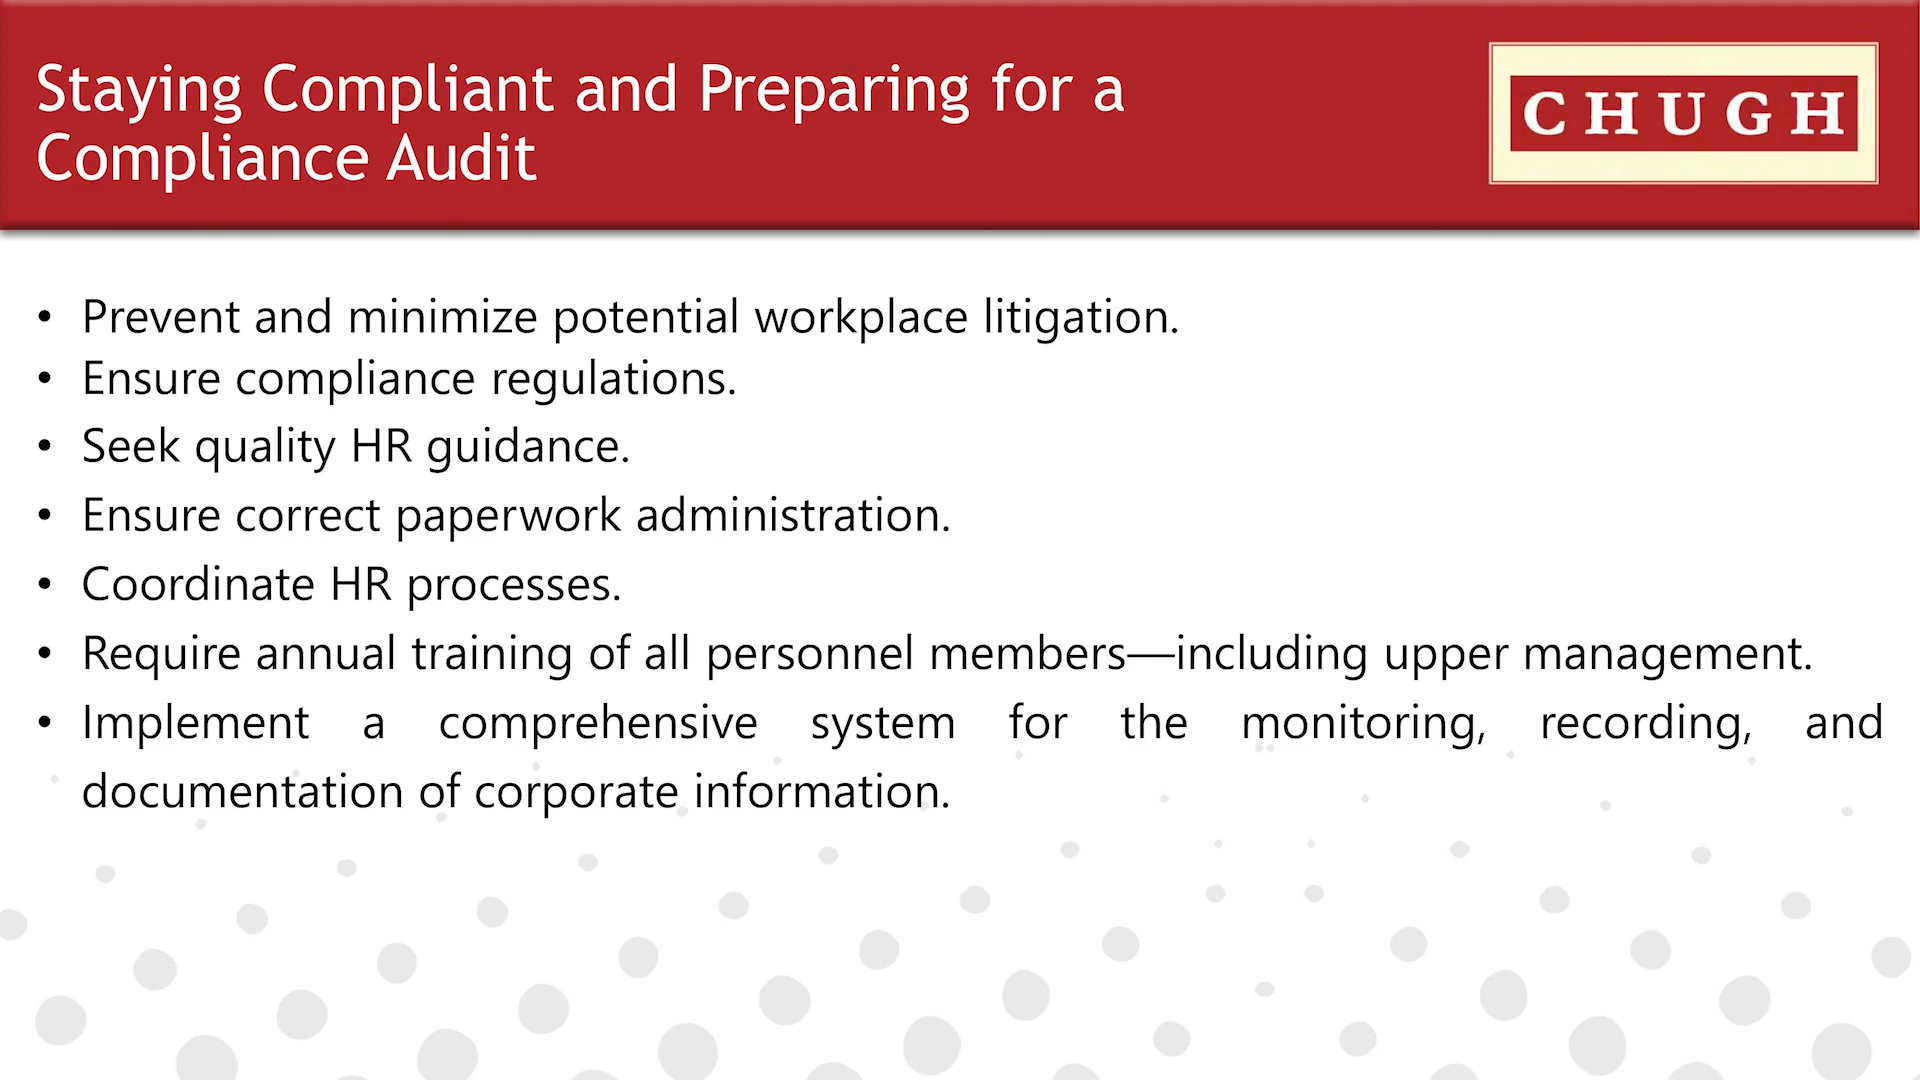 Staying Compliant and Preparing for a
Compliance Audit
CHUGH
• Prevent and minimize potential workplace litigation.
• Ensure compliance regulations.
• Seek quality HR guidance.
• Ensure correct paperwork administration.
• Coordinate HR processes.
• Require annual training of all personnel members—including upper management.
• Implement a comprehensive system for the monitoring, recording, and
documentation of corporate information.